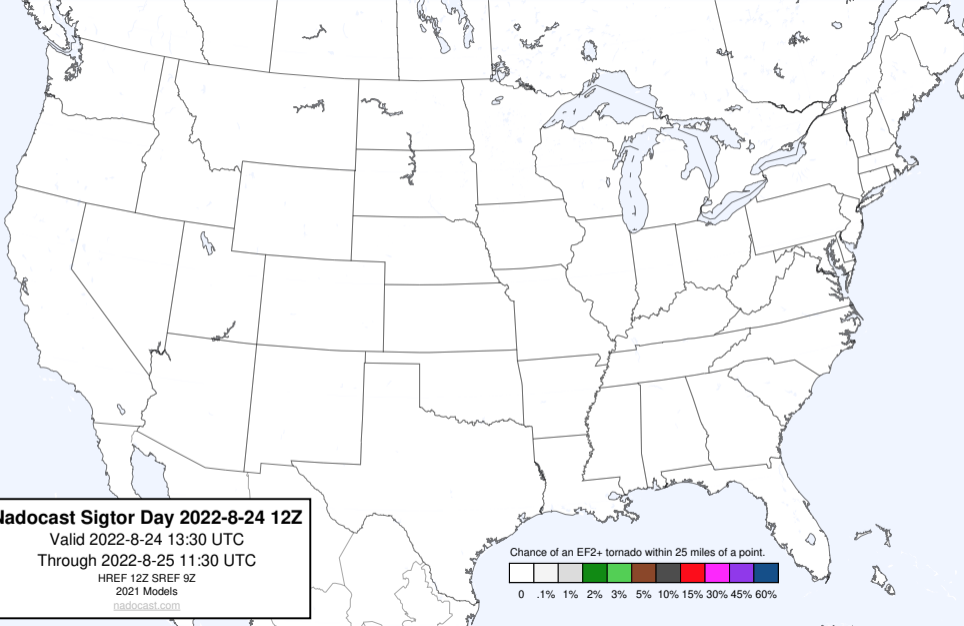 Nadocast Sigtor Day 2022-8-24 12Z
Valid 2022-8-24 13:30 UTC
Through 2022-8-25 11:30 UTC
HREF 12Z SREF 9Z
2021 Models
nadocast.com
Chance of an EF2+ tornado within 25 miles of a point.
0 .1% 1% 2% 3% 5% 10% 15% 30% 45% 60%